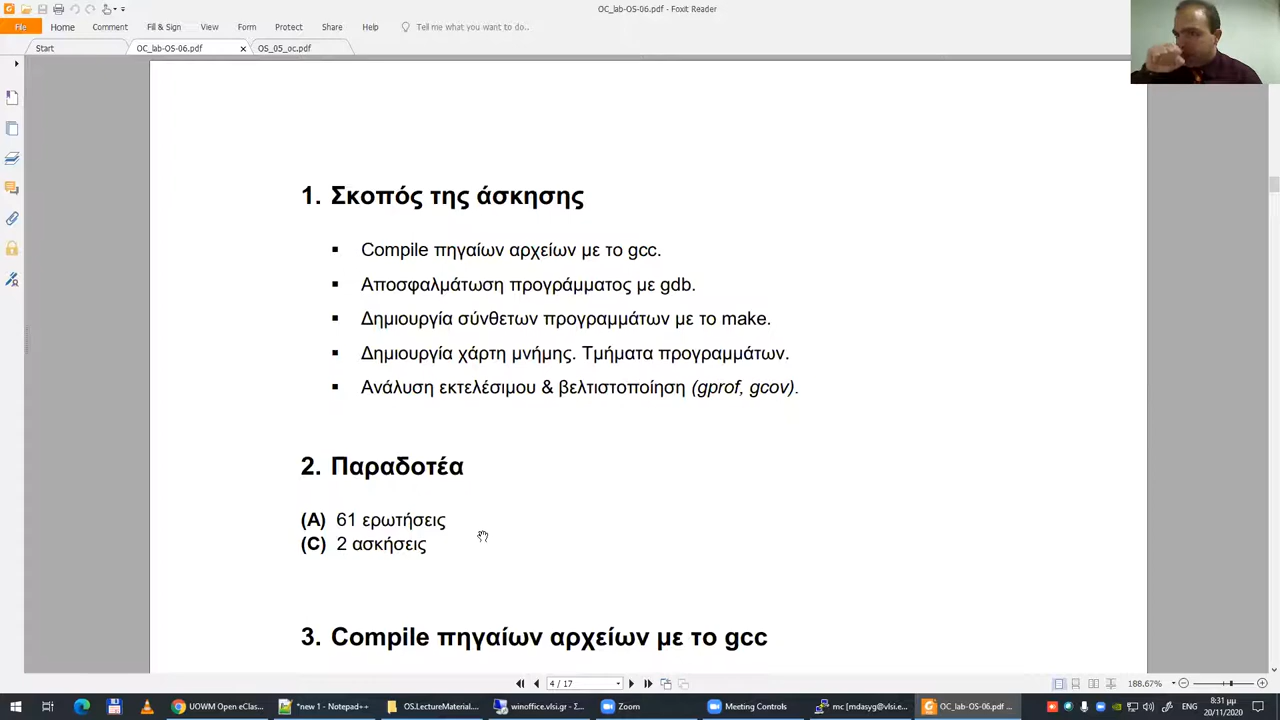 OC_lab-OS-06.pdf - Foxit Reader
File Home Comment Fill & Sign View Form Protect Share Help Tell me what you want to do..
Start OC_lab-OS-06.pdf OS_05_oc.pdf
1. Σκοπός της άσκησης
▪ Compile πηγαίων αρχείων με το gcc.
▪ Αποσφαλμάτωση προγράμματος με gdb.
▪ Δημιουργία σύνθετων προγραμμάτων με το make.
▪ Δημιουργία χάρτη μνήμης. Τμήματα προγραμμάτων.
▪ Ανάλυση εκτελέσιμου & βελτιστοποίηση (gprof, gcov).
2. Παραδοτέα
(A) 61 ερωτήσεις
(C) 2 ασκήσεις
3. Compile πηγαίων αρχείων με το gcc
4 / 17 188.67%
UOWM Open eClas... *new 1 - Notepad++ OS.LectureMaterial... winoffice.vlsi.gr - Σ... Zoom Meeting Controls mc [mdasyg@vlsi.e... OC_lab-OS-06.pdf ... ENG 8:31 μμ
20/11/2020